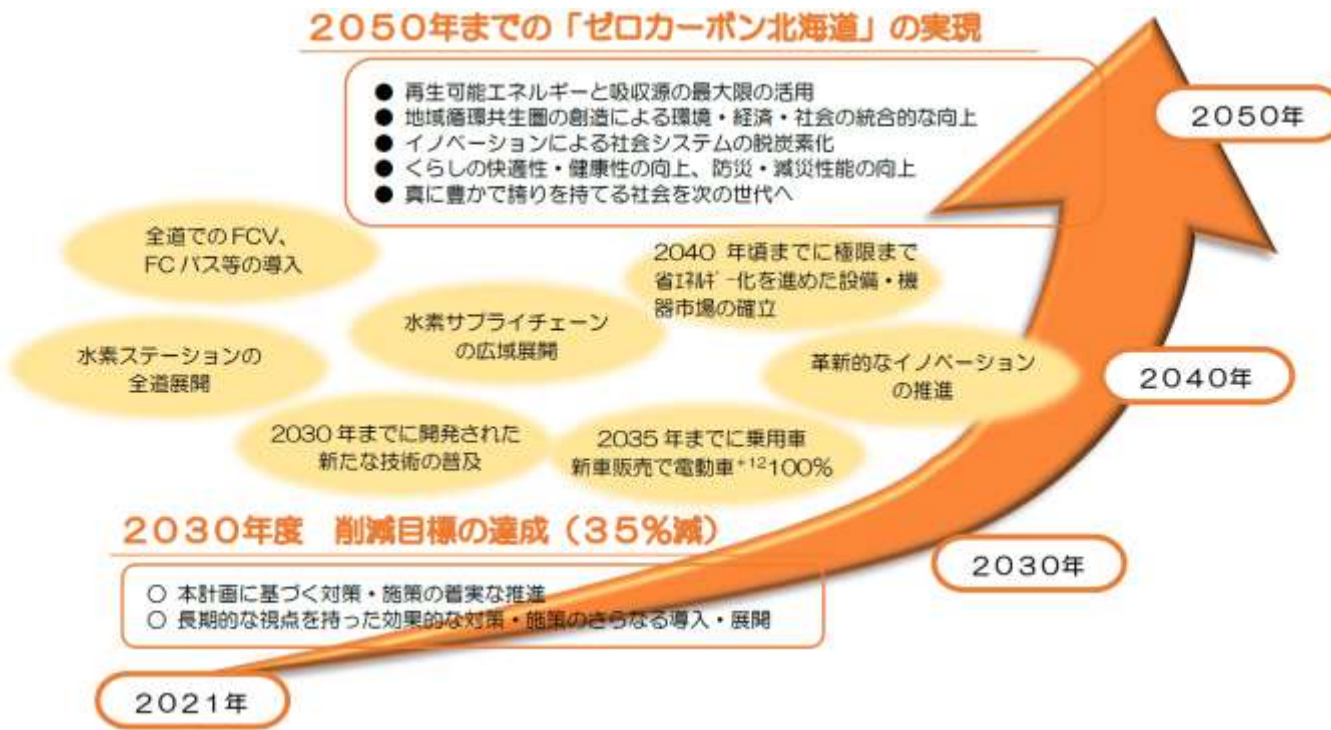 2050年までの「ゼロカーボン北海道」の実現
● 再生可能エネルギーと吸収源の最大限の活用
● 地域循環共生圏の創造による環境・経済・社会の統合的な向上
● イノベーションによる社会システムの脱炭素化
● くらしの快適性・健康性の向上、防災・減災性能の向上
● 真に豊かで誇りを持てる社会を次の世代へ
2050年
全道でのFCV、
FCバス等の導入
2040 年頃までに極限まで
省エネルギー化を進めた設備・機
器市場の確立
水素サプライチェーン
の広域展開
水素ステーションの
全道展開
革新的なイノベーション
の推進
2040年
2030 年までに開発された
新たな技術の普及
2035 年までに乗用車
新車販売で電動車*12100%
2030年度 削減目標の達成（35%減）
○ 本計画に基づく対策・施策の着実な推進
○ 長期的な視点を持った効果的な対策・施策のさらなる導入・展開
2030年
2021年